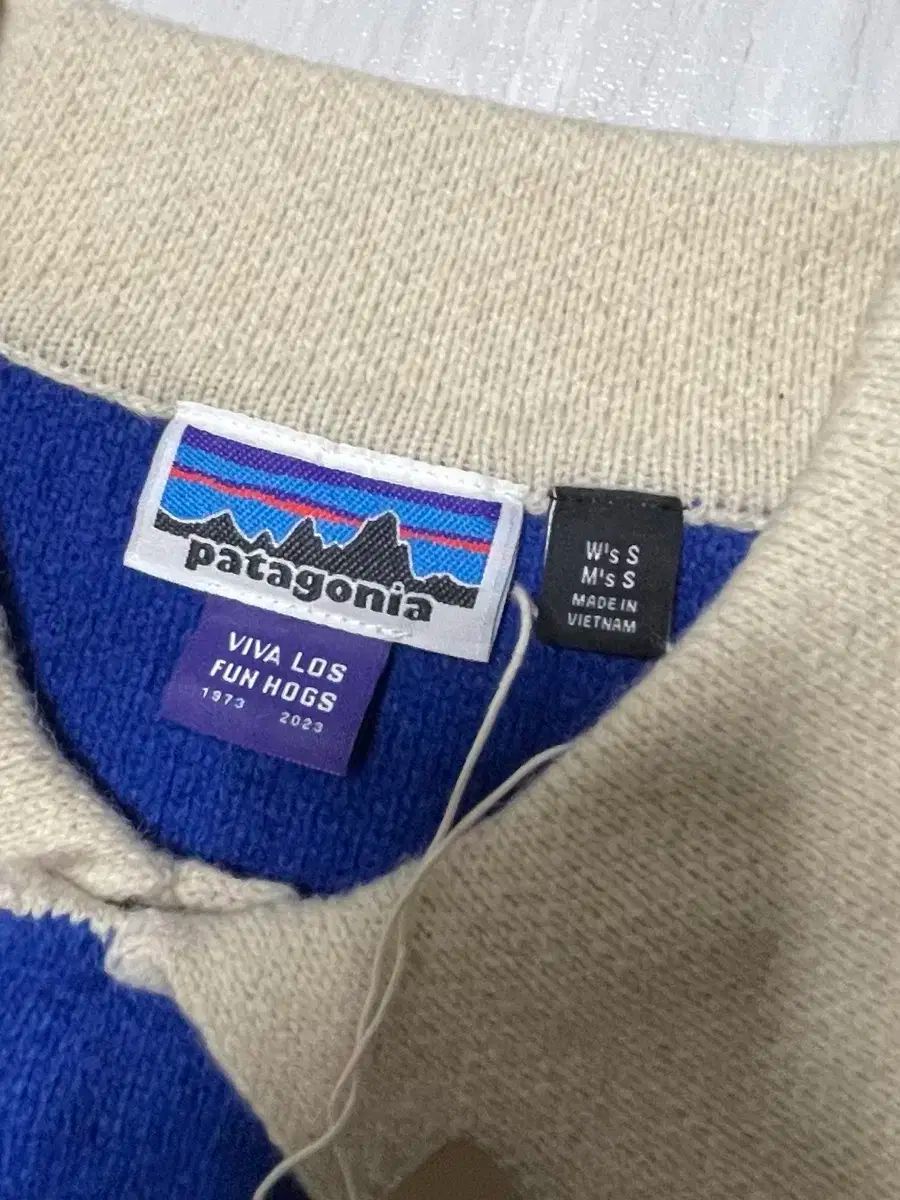 patagonia
VIVA LOS
FUN HOGS
1973 2023
W's S
M's S
MADE IN
VIETNAM